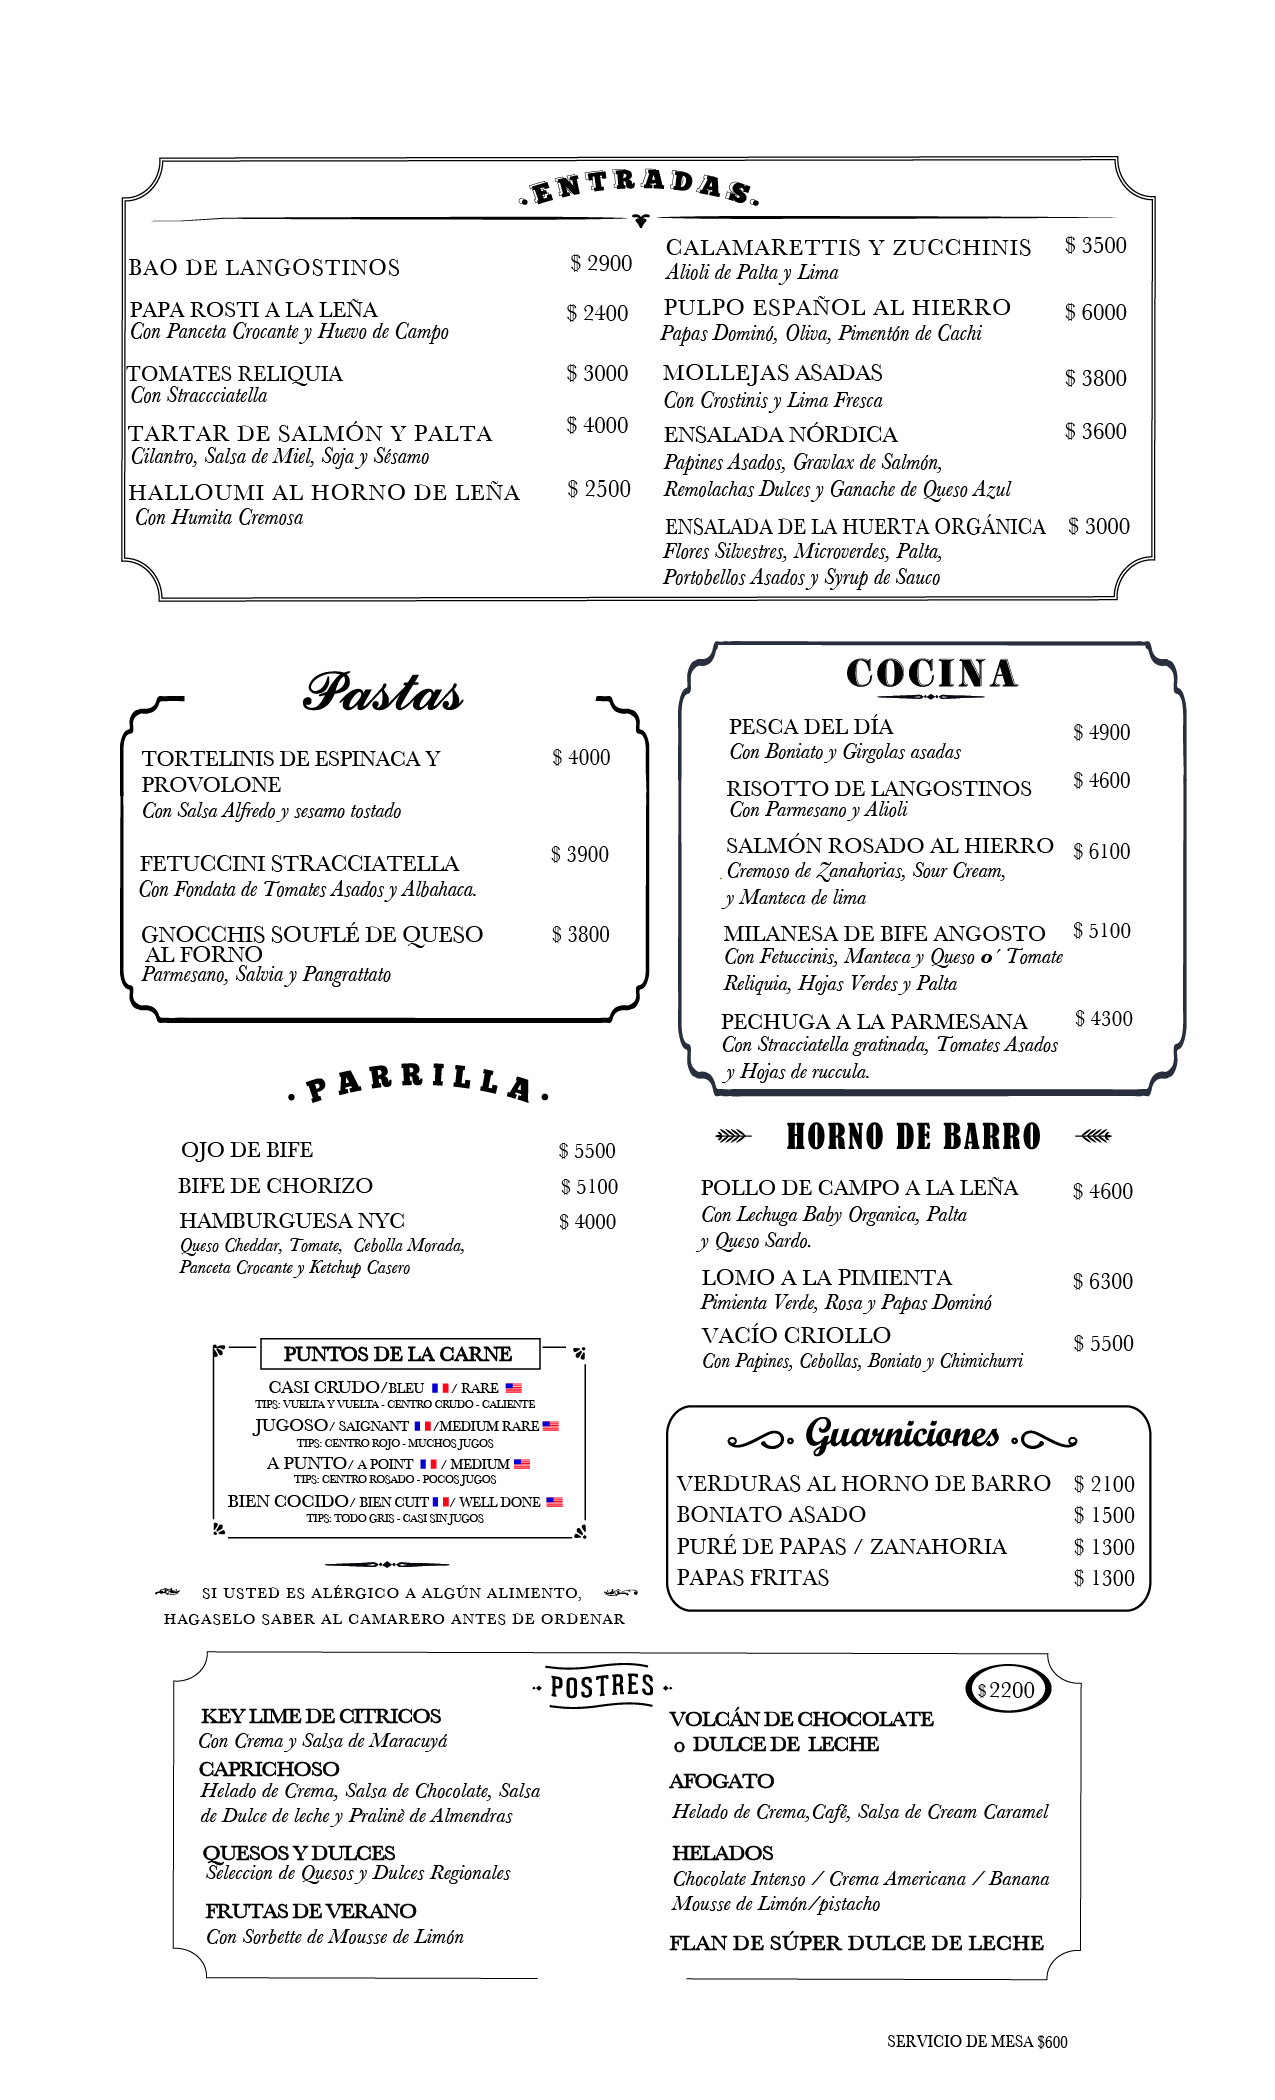 ENTRADAS
BAO DE LANGOSTINOS $ 2900
PAPA ROSTI A LA LEÑA $ 2400
Con Panceta Crocante y Huevo de Campo
TOMATES RELIQUIA $ 3000
Con Straccciatella
TARTAR DE SALMÓN Y PALTA $ 4000
Cilantro, Salsa de Miel, Soja y Sésamo
HALLOUMI AL HORNO DE LEÑA $ 2500
Con Humita Cremosa
CALAMARETTIS Y ZUCCHINIS $ 3500
Alioli de Palta y Lima
PULPO ESPAÑOL AL HIERRO $ 6000
Papas Dominó, Oliva, Pimentón de Cachi
MOLLEJAS ASADAS $ 3800
Con Crostinis y Lima Fresca
ENSALADA NÓRDICA $ 3600
Papines Asados, Gravlax de Salmón,
Remolachas Dulces y Ganache de Queso Azul
ENSALADA DE LA HUERTA ORGÁNICA $ 3000
Flores Silvestres, Microverdes, Palta,
Portobellos Asados y Syrup de Sauco
Pastas
TORTELINIS DE ESPINACA Y $ 4000
PROVOLONE
Con Salsa Alfredo y sesamo tostado
FETUCCINI STRACCIATELLA $ 3900
Con Fondata de Tomates Asados y Albahaca.
GNOCCHIS SOUFLÉ DE QUESO $ 3800
AL FORNO
Parmesano, Salvia y Pangrattato
COCINA
PESCA DEL DÍA $ 4900
Con Boniato y Girgolas asadas
RISOTTO DE LANGOSTINOS $ 4600
Con Parmesano y Alioli
SALMÓN ROSADO AL HIERRO $ 6100
Cremoso de Zanahorias, Sour Cream,
y Manteca de lima
MILANESA DE BIFE ANGOSTO $ 5100
Con Fetuccinis, Manteca y Queso o´ Tomate
Reliquia, Hojas Verdes y Palta
PECHUGA A LA PARMESANA $ 4300
Con Stracciatella gratinada, Tomates Asados
y Hojas de ruccula.
PARRILLA
OJO DE BIFE $ 5500
BIFE DE CHORIZO $ 5100
HAMBURGUESA NYC $ 4000
Queso Cheddar, Tomate, Cebolla Morada,
Panceta Crocante y Ketchup Casero
HORNO DE BARRO
POLLO DE CAMPO A LA LEÑA $ 4600
Con Lechuga Baby Organica, Palta
y Queso Sardo.
LOMO A LA PIMIENTA $ 6300
Pimienta Verde, Rosa y Papas Dominó
VACÍO CRIOLLO $ 5500
Con Papines, Cebollas, Boniato y Chimichurri
PUNTOS DE LA CARNE
CASI CRUDO/BLEU / RARE
TIPS: VUELTA Y VUELTA - CENTRO CRUDO - CALIENTE
JUGOSO/ SAIGNANT /MEDIUM RARE
TIPS: CENTRO ROJO - MUCHOS JUGOS
A PUNTO/ A POINT / MEDIUM
TIPS: CENTRO ROSADO - POCOS JUGOS
BIEN COCIDO/ BIEN CUIT / WELL DONE
TIPS: TODO GRIS - CASI SIN JUGOS
SI USTED ES ALÉRGICO A ALGÚN ALIMENTO,
HAGASELO SABER AL CAMARERO ANTES DE ORDENAR
Guarniciones
VERDURAS AL HORNO DE BARRO $ 2100
BONIATO ASADO $ 1500
PURÉ DE PAPAS / ZANAHORIA $ 1300
PAPAS FRITAS $ 1300
POSTRES
$2200
KEY LIME DE CITRICOS
Con Crema y Salsa de Maracuyá
CAPRICHOSO
Helado de Crema, Salsa de Chocolate, Salsa
de Dulce de leche y Pralinè de Almendras
QUESOS Y DULCES
Seleccion de Quesos y Dulces Regionales
FRUTAS DE VERANO
Con Sorbette de Mousse de Limón
VOLCÁN DE CHOCOLATE
o DULCE DE LECHE
AFOGATO
Helado de Crema,Café, Salsa de Cream Caramel
HELADOS
Chocolate Intenso / Crema Americana / Banana
Mousse de Limón/pistacho
FLAN DE SÚPER DULCE DE LECHE
SERVICIO DE MESA $600